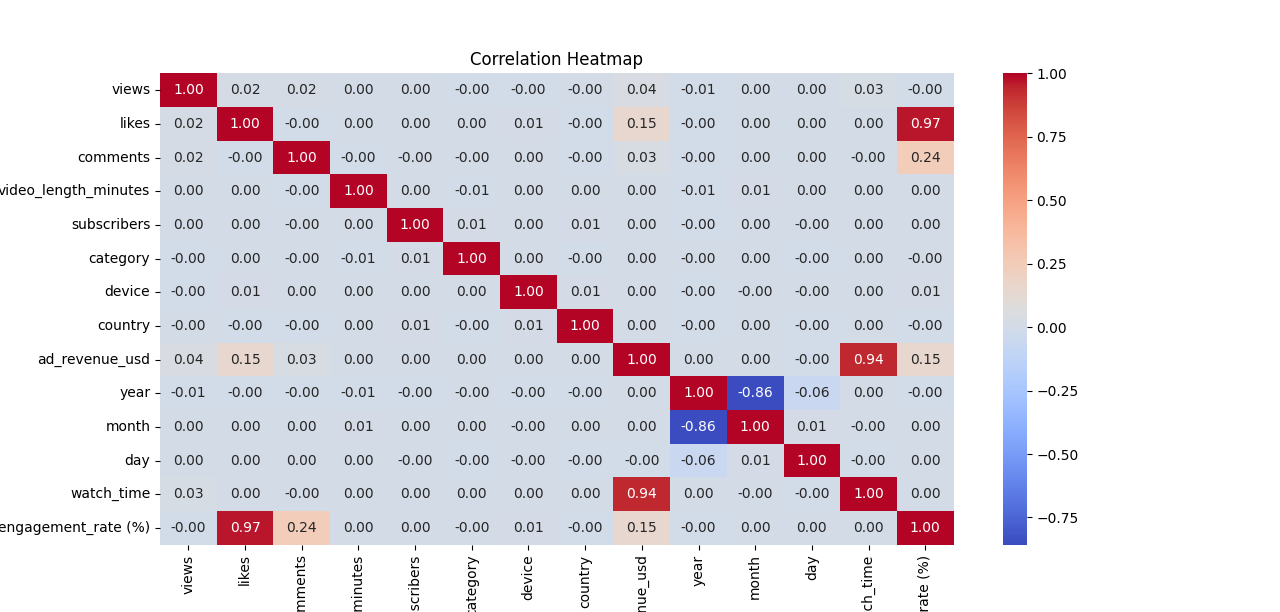 Correlation Heatmap
views 1.00 0.02 0.02 0.00 0.00 -0.00 -0.00 -0.00 0.04 -0.01 0.00 0.00 0.03 -0.00
likes 0.02 1.00 -0.00 0.00 0.00 0.00 0.01 -0.00 0.15 -0.00 0.00 0.00 0.00 0.97
comments 0.02 -0.00 1.00 -0.00 -0.00 -0.00 0.00 -0.00 0.03 -0.00 0.00 0.00 -0.00 0.24
video_length_minutes 0.00 0.00 -0.00 1.00 0.00 -0.01 0.00 0.00 0.00 -0.01 0.01 0.00 0.00 0.00
subscribers 0.00 0.00 -0.00 0.00 1.00 0.01 0.00 0.01 0.00 -0.00 0.00 -0.00 0.00 0.00
category -0.00 0.00 -0.00 -0.01 0.01 1.00 0.00 -0.00 0.00 -0.00 0.00 -0.00 0.00 -0.00
device -0.00 0.01 0.00 0.00 0.00 0.00 1.00 0.01 0.00 0.00 -0.00 -0.00 0.00 0.01
country -0.00 -0.00 -0.00 0.00 0.01 -0.00 0.01 1.00 0.00 -0.00 0.00 -0.00 0.00 -0.00
ad_revenue_usd 0.04 0.15 0.03 0.00 0.00 0.00 0.00 0.00 1.00 0.00 0.00 -0.00 0.94 0.15
year -0.01 -0.00 -0.00 -0.01 -0.00 -0.00 0.00 -0.00 0.00 1.00 -0.86 -0.06 0.00 -0.00
month 0.00 0.00 0.00 0.01 0.00 0.00 -0.00 0.00 0.00 -0.86 1.00 0.01 -0.00 0.00
day 0.00 0.00 0.00 0.00 -0.00 -0.00 -0.00 -0.00 -0.00 -0.06 0.01 1.00 -0.00 0.00
watch_time 0.03 0.00 -0.00 0.00 0.00 0.00 0.00 0.00 0.94 0.00 -0.00 -0.00 1.00 0.00
engagement_rate (%) -0.00 0.97 0.24 0.00 0.00 -0.00 0.01 -0.00 0.15 -0.00 0.00 0.00 0.00 1.00
views
likes
mments
minutes
scribers
ategory
device
country
nue_usd
year
month
day
ch_time
rate (%)
1.00
0.75
0.50
0.25
0.00
−0.25
−0.50
−0.75